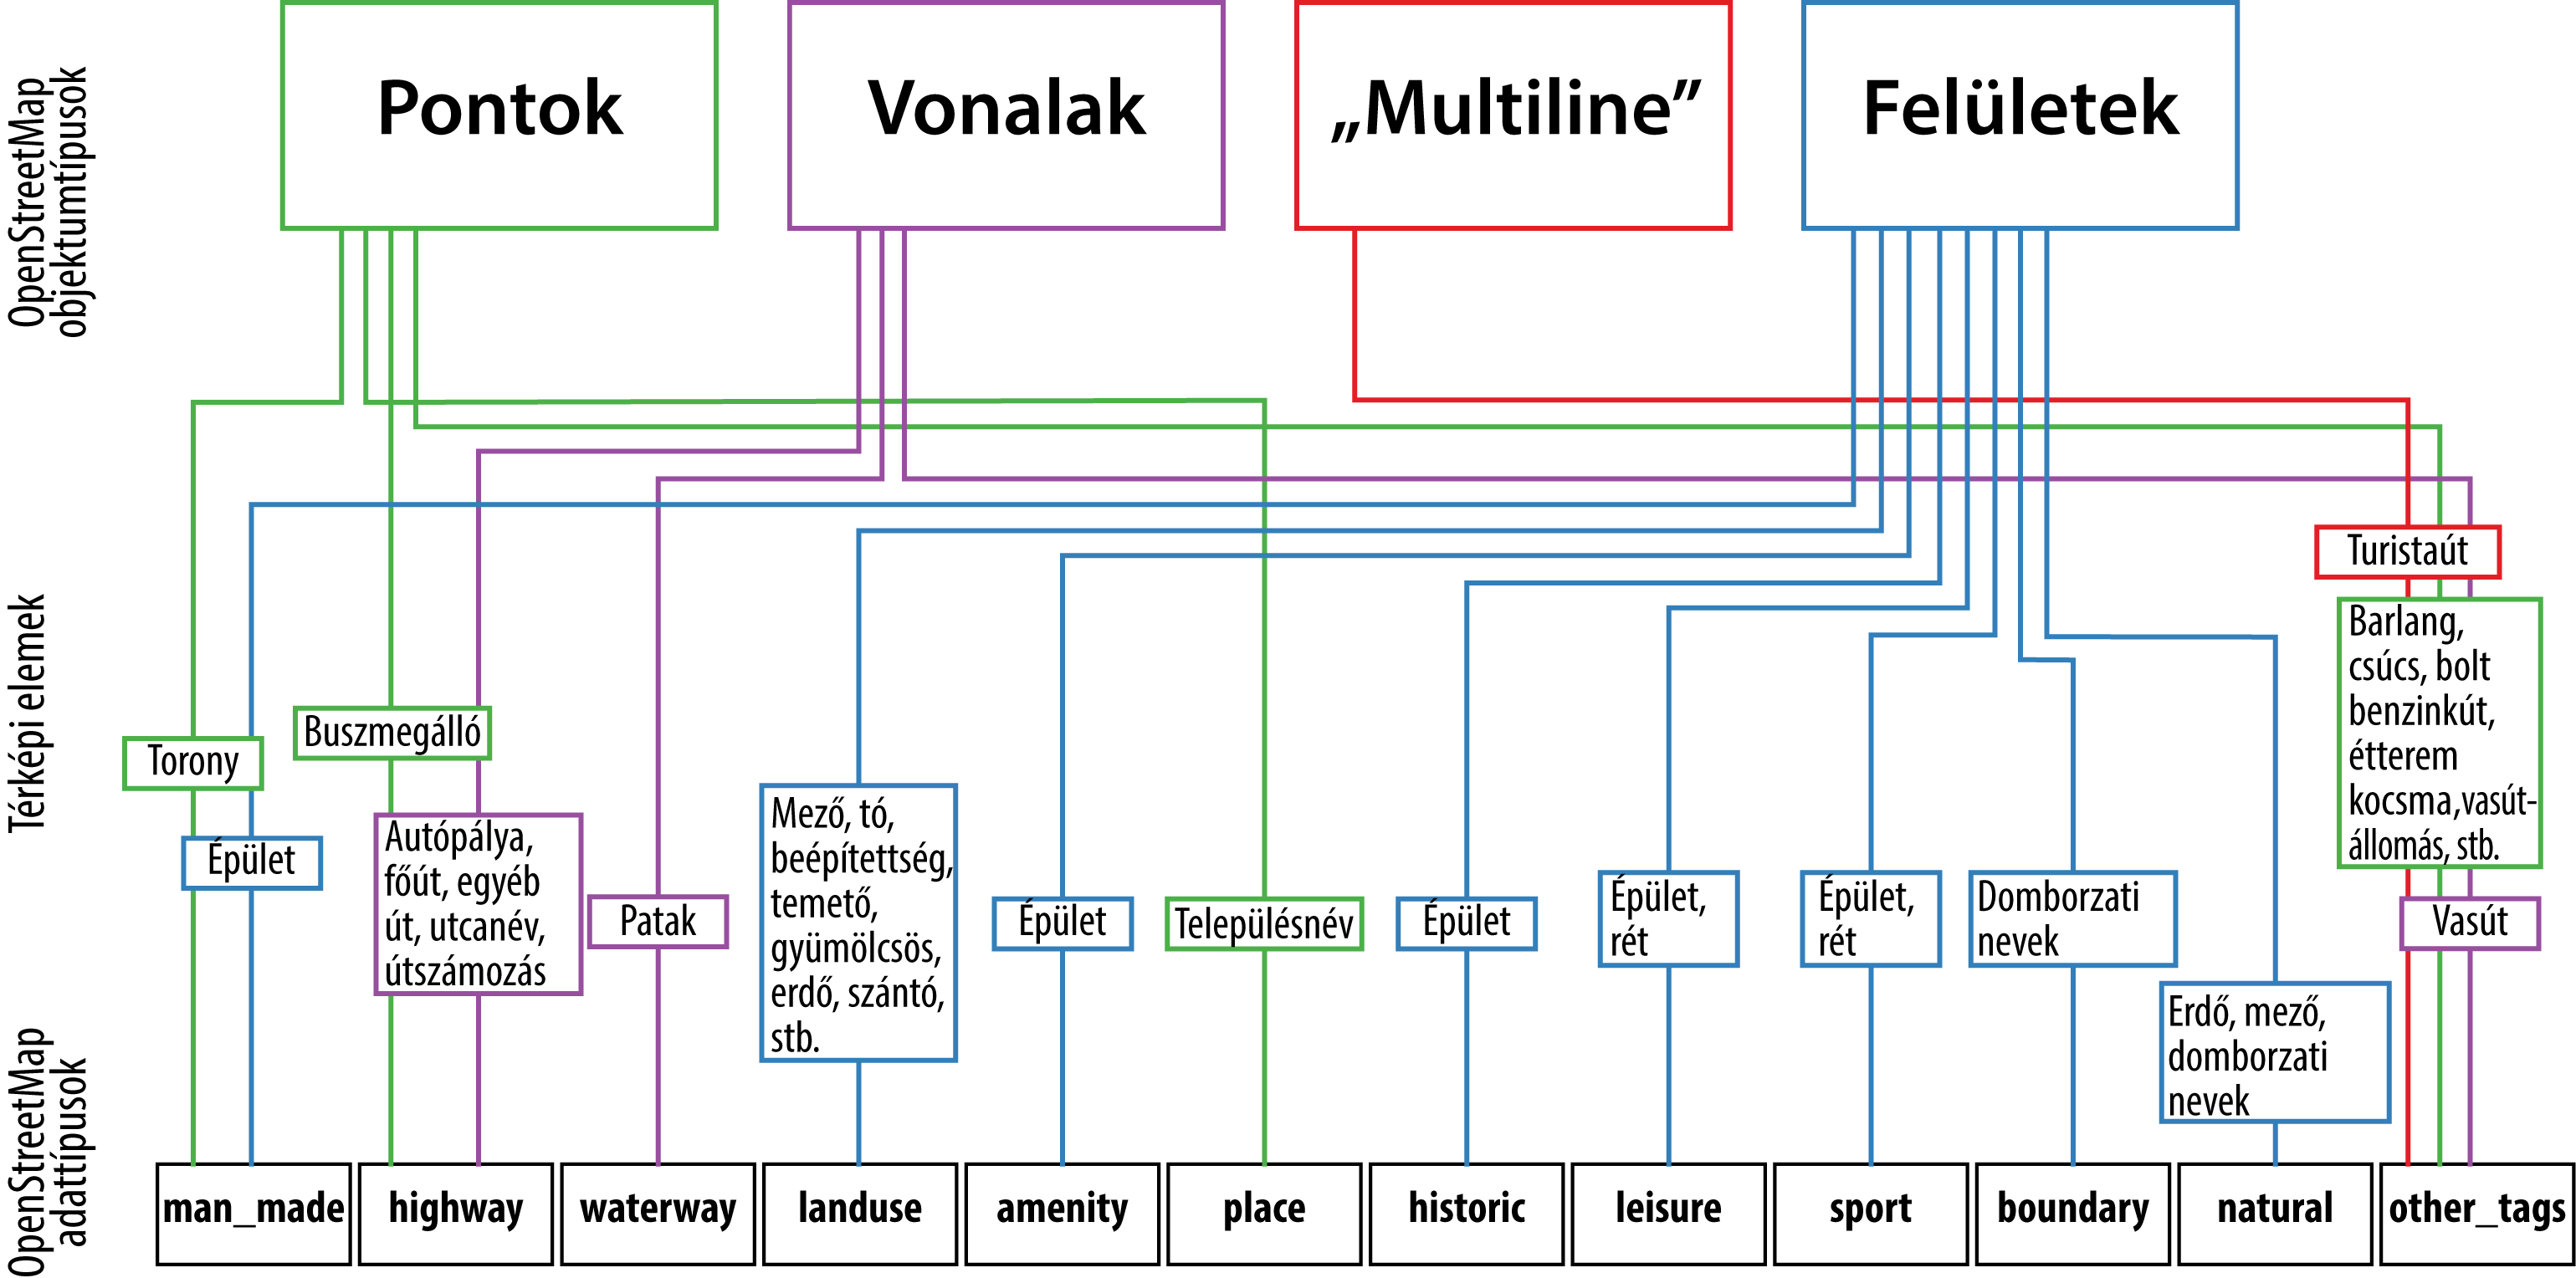 OpenStreetMap
objektumtípusok
Pontok
Vonalak
„Multiline”
Felületek
Térképi elemek
Turistaút
Barlang,
csúcs, bolt
benzinkút,
étterem
kocsma,vasút-
állomás, stb.
Buszmegálló
Torony
Épület
Autópálya,
főút, egyéb
út, utcanév,
útszámozás
Patak
Mező, tó,
beépítettség,
temető,
gyümölcsös,
erdő, szántó,
stb.
Épület
Településnév
Épület
Épület,
rét
Épület,
rét
Domborzati
nevek
Erdő, mező,
domborzati
nevek
Vasút
OpenStreetMap
adattípusok
man_made
highway
waterway
landuse
amenity
place
historic
leisure
sport
boundary
natural
other_tags